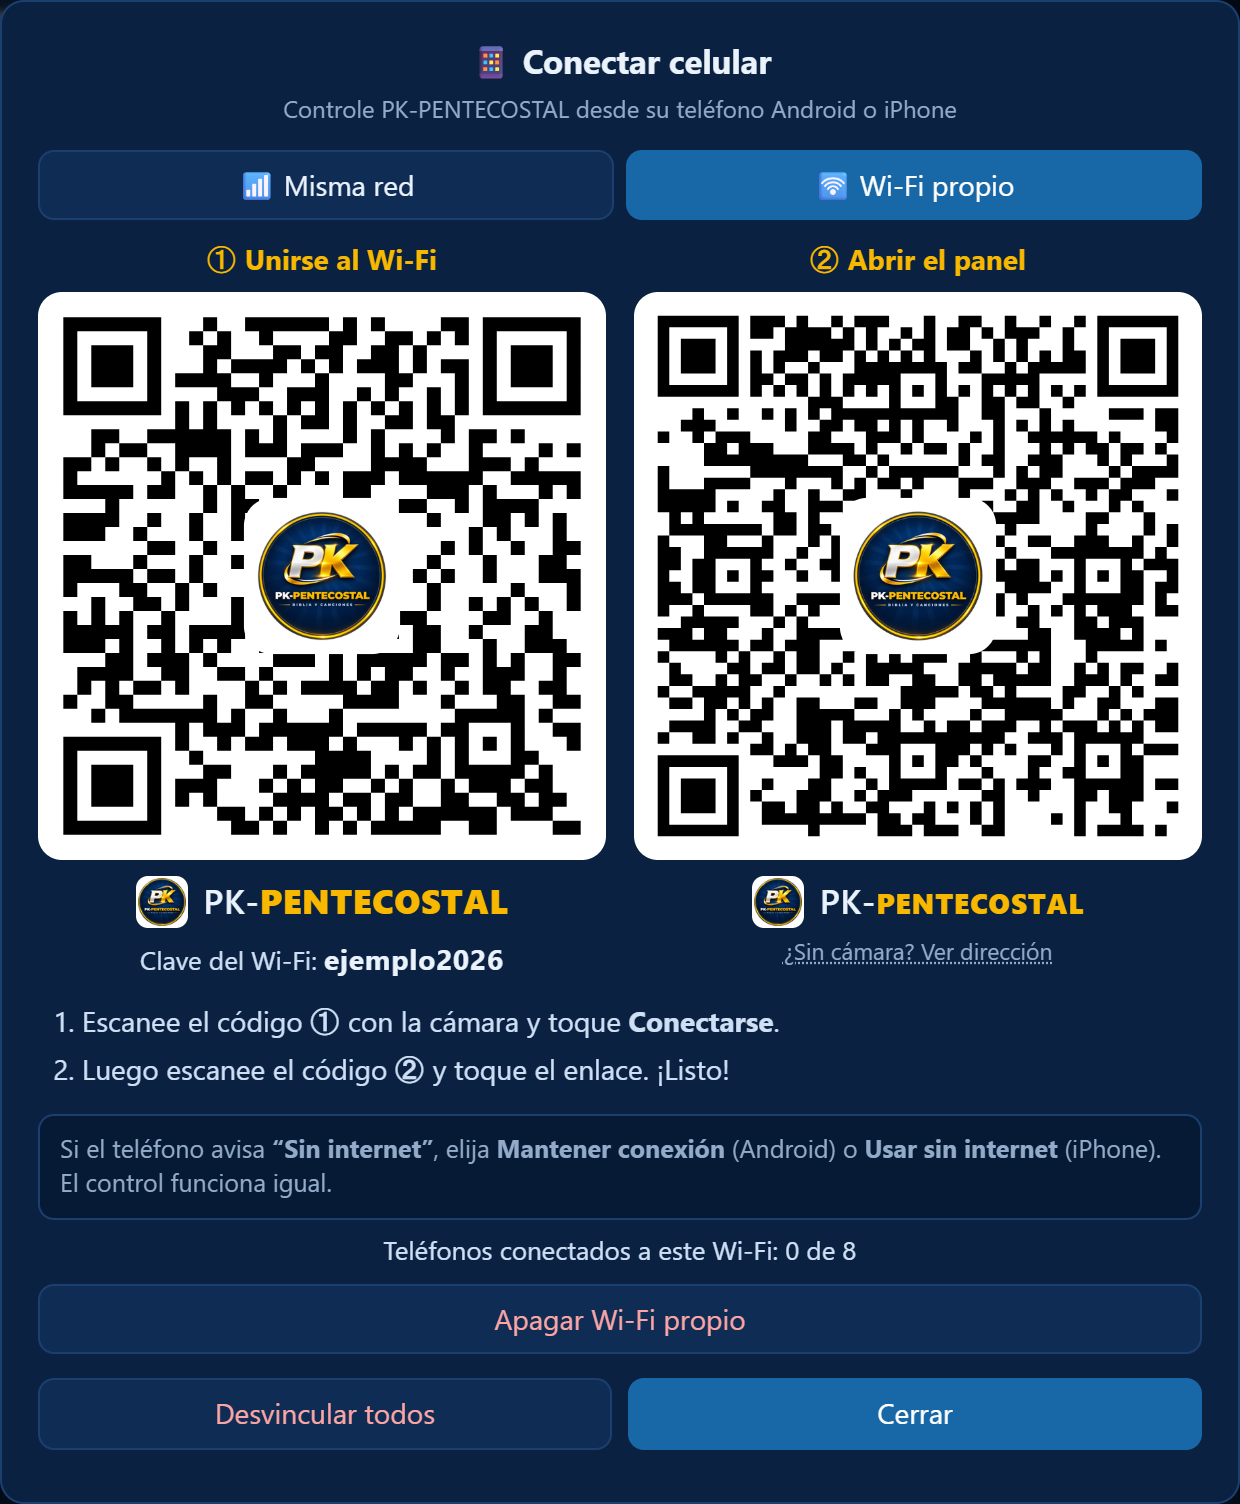 Conectar celular
Controle PK-PENTECOSTAL desde su teléfono Android o iPhone
Misma red
Wi-Fi propio
① Unirse al Wi-Fi
② Abrir el panel
PK
PK-PENTECOSTAL
BIBLIA Y CANCIONES
PK
PK-PENTECOSTAL
BIBLIA Y CANCIONES
PK-PENTECOSTAL
PK-PENTECOSTAL
Clave del Wi-Fi: ejemplo2026
¿Sin cámara? Ver dirección
1. Escanee el código ① con la cámara y toque Conectarse.
2. Luego escanee el código ② y toque el enlace. ¡Listo!
Si el teléfono avisa “Sin internet”, elija Mantener conexión (Android) o Usar sin internet (iPhone).
El control funciona igual.
Teléfonos conectados a este Wi-Fi: 0 de 8
Apagar Wi-Fi propio
Desvincular todos
Cerrar